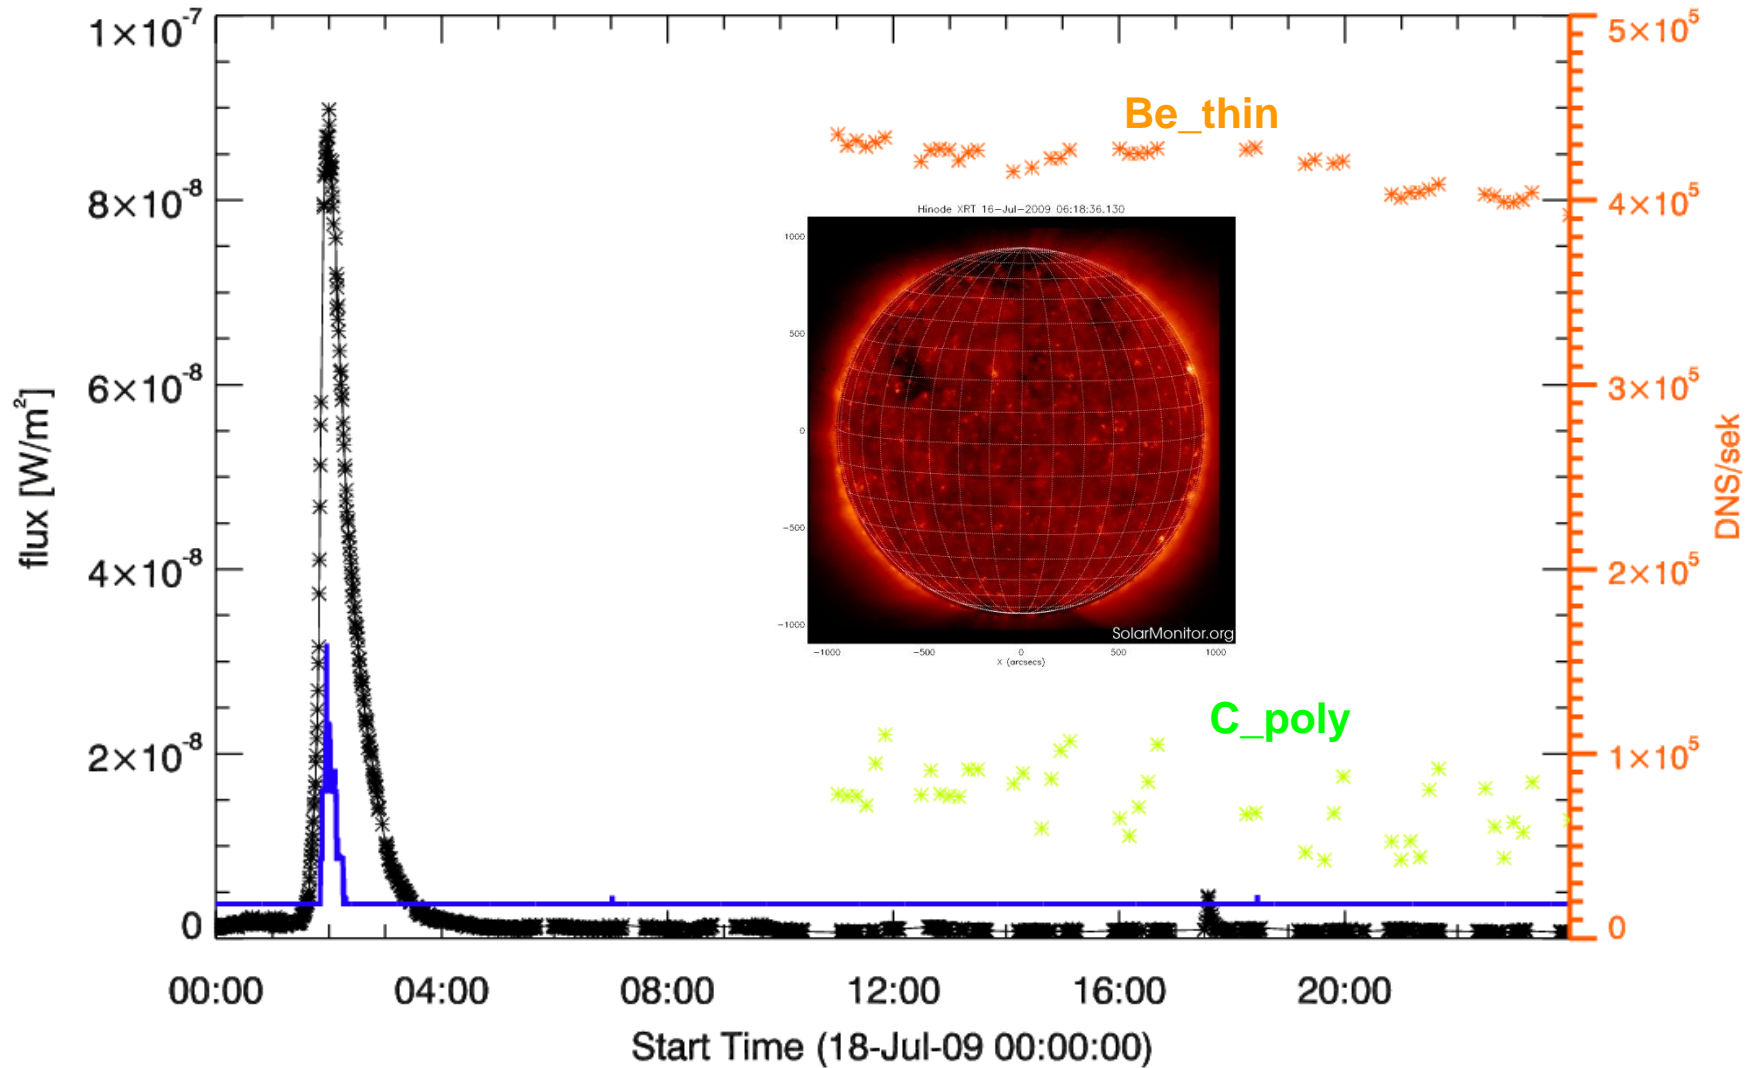 1×10⁻⁷
8×10⁻⁸
6×10⁻⁸
4×10⁻⁸
2×10⁻⁸
0
flux [W/m²]
5×10⁵
4×10⁵
3×10⁵
2×10⁵
1×10⁵
0
DNS/sek
Be_thin
Hinode XRT 16-Jul-2009 06:18:36.130
1000
500
0
-500
-1000
SolarMonitor.org
-1000 -500 0 500 1000
X (arcsecs)
C_poly
00:00 04:00 08:00 12:00 16:00 20:00
Start Time (18-Jul-09 00:00:00)